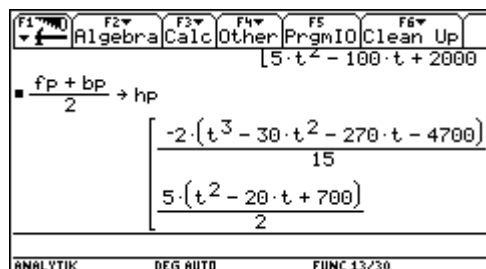 F1 F2 F3 F4 F5 F6
Algebra Calc Other PrgmIO Clean Up
[5·t² - 100·t + 2000
▪ (fp + bp)/2 → hp
[-2·(t³ - 30·t² - 270·t - 4700)/15
5·(t² - 20·t + 700)/2
ANALYTIK DEG AUTO FUNC 13/30